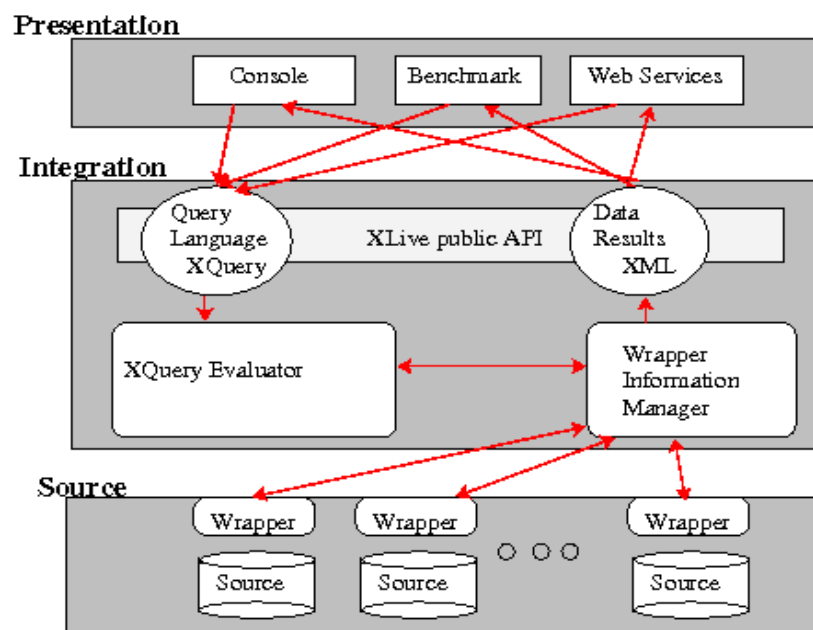 Presentation
Console
Benchmark
Web Services
Integration
Query
Language
XQuery
XLive public API
Data
Results
XML
XQuery Evaluator
Wrapper
Information
Manager
Source
Wrapper
Wrapper
Wrapper
Source
Source
Source